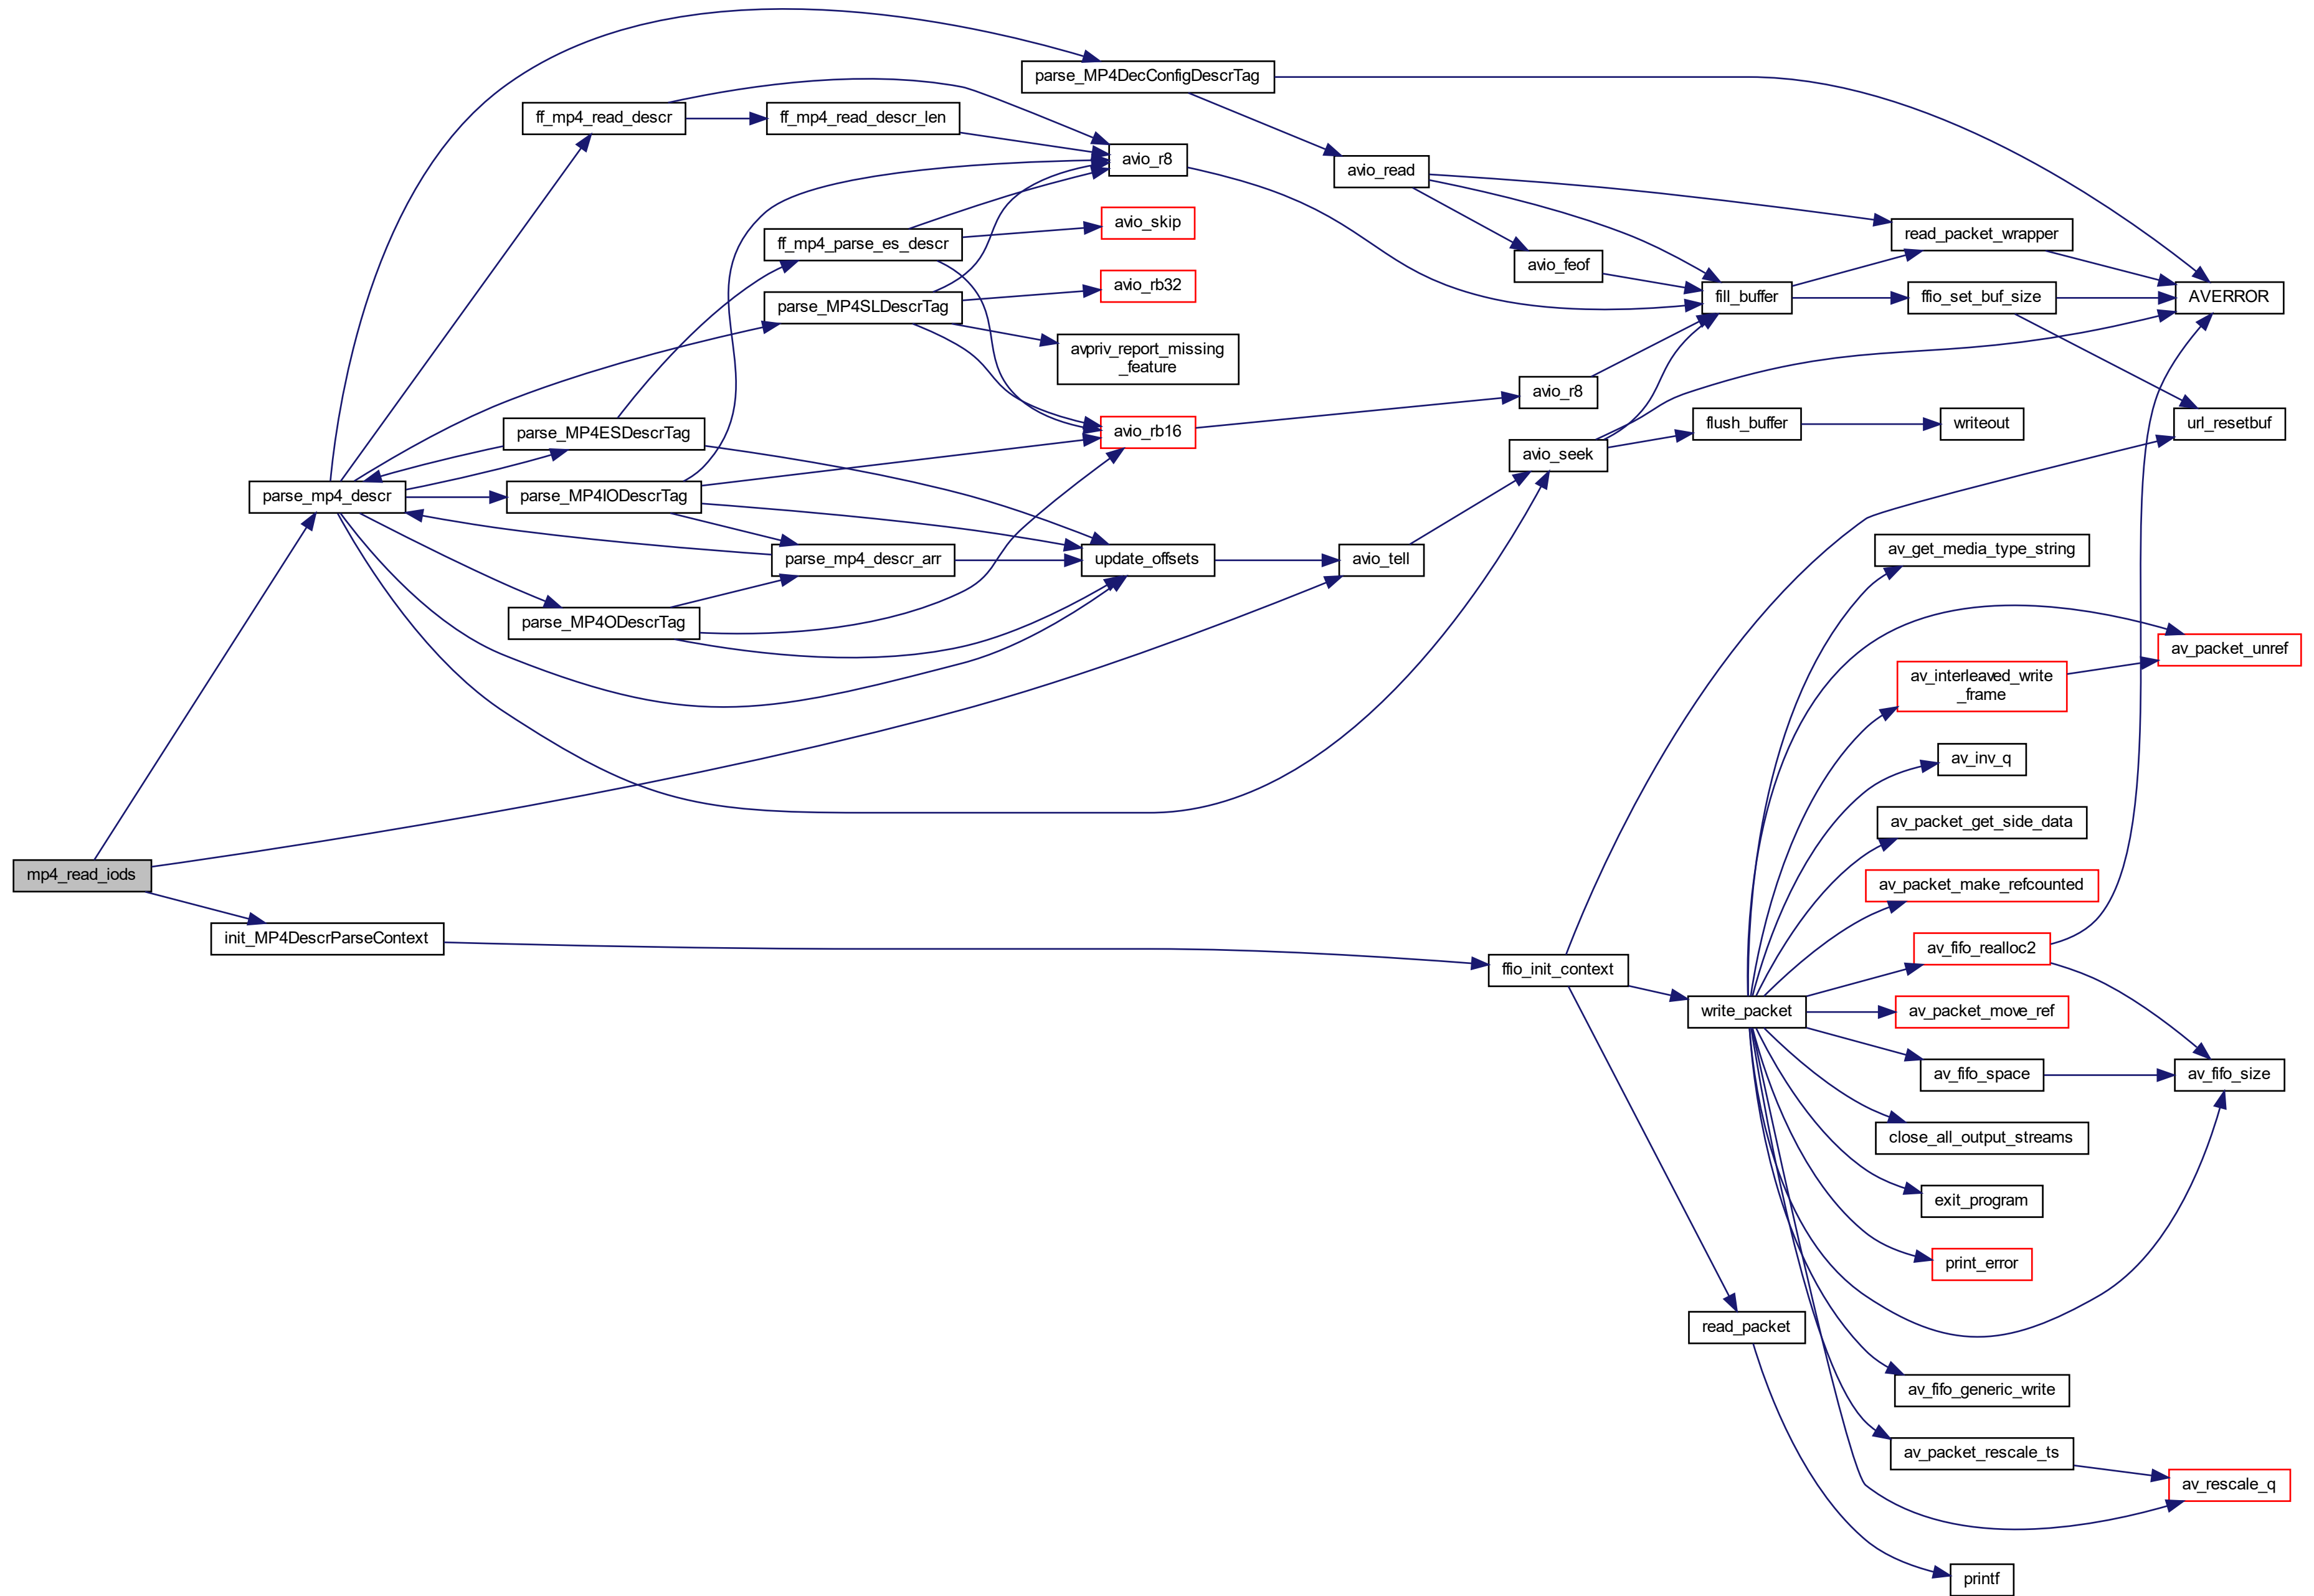 parse_MP4DecConfigDescrTag
ff_mp4_read_descr
ff_mp4_read_descr_len
avio_r8
avio_read
avio_skip
ff_mp4_parse_es_descr
read_packet_wrapper
avio_feof
avio_rb32
parse_MP4SLDescrTag
fill_buffer
ffio_set_buf_size
AVERROR
avpriv_report_missing
_feature
avio_r8
parse_MP4ESDescrTag
avio_rb16
flush_buffer
writeout
url_resetbuf
avio_seek
parse_mp4_descr
parse_MP4IODescrTag
av_get_media_type_string
parse_mp4_descr_arr
update_offsets
avio_tell
parse_MP4ODescrTag
av_packet_unref
av_interleaved_write
_frame
av_inv_q
av_packet_get_side_data
mp4_read_iods
av_packet_make_refcounted
init_MP4DescrParseContext
av_fifo_realloc2
ffio_init_context
write_packet
av_packet_move_ref
av_fifo_space
av_fifo_size
close_all_output_streams
exit_program
print_error
read_packet
av_fifo_generic_write
av_packet_rescale_ts
av_rescale_q
printf